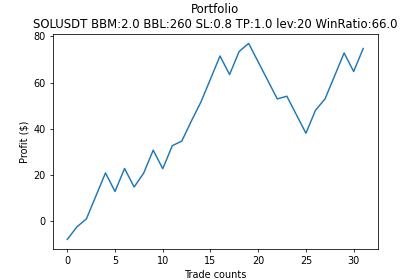 Portfolio
SOLUSDT BBM:2.0 BBL:260 SL:0.8 TP:1.0 lev:20 WinRatio:66.0
80
60
40
20
0
Profit ($)
0 5 10 15 20 25 30
Trade counts